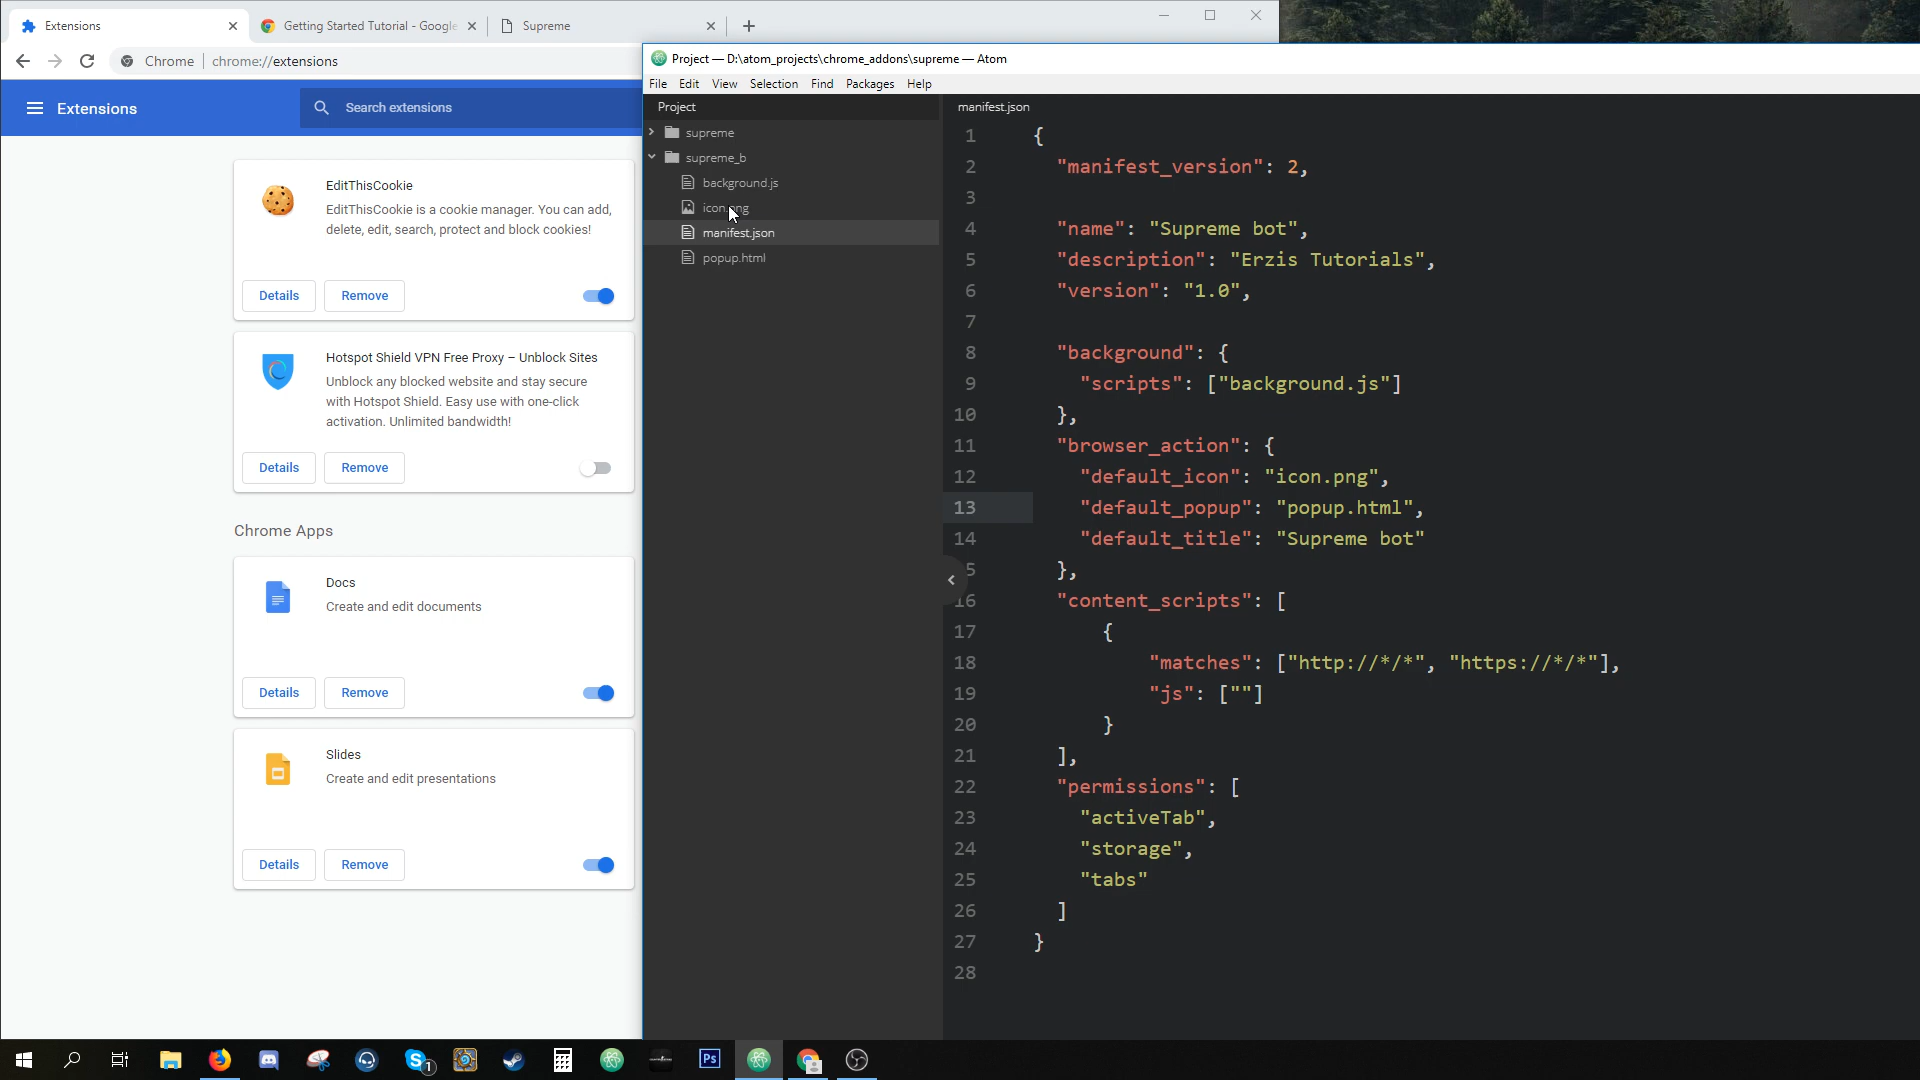 Extensions
Getting Started Tutorial - Google
Supreme
Chrome
chrome://extensions
Extensions
Search extensions
EditThisCookie
EditThisCookie is a cookie manager. You can add,
delete, edit, search, protect and block cookies!
Details
Remove
Hotspot Shield VPN Free Proxy – Unblock Sites
Unblock any blocked website and stay secure
with Hotspot Shield. Easy use with one-click
activation. Unlimited bandwidth!
Details
Remove
Chrome Apps
Docs
Create and edit documents
Details
Remove
Slides
Create and edit presentations
Details
Remove
Project — D:\atom_projects\chrome_addons\supreme — Atom
File Edit View Selection Find Packages Help
Project
supreme
supreme_b
background.js
icon.png
manifest.json
popup.html
manifest.json
1 {
2 "manifest_version": 2,
3
4 "name": "Supreme bot",
5 "description": "Erzis Tutorials",
6 "version": "1.0",
7
8 "background": {
9 "scripts": ["background.js"]
10 },
11 "browser_action": {
12 "default_icon": "icon.png",
13 "default_popup": "popup.html",
14 "default_title": "Supreme bot"
5 },
16 "content_scripts": [
17 {
18 "matches": ["http://*/*", "https://*/*"],
19 "js": [""]
20 }
21 ],
22 "permissions": [
23 "activeTab",
24 "storage",
25 "tabs"
26 ]
27 }
28
S
1
Ps